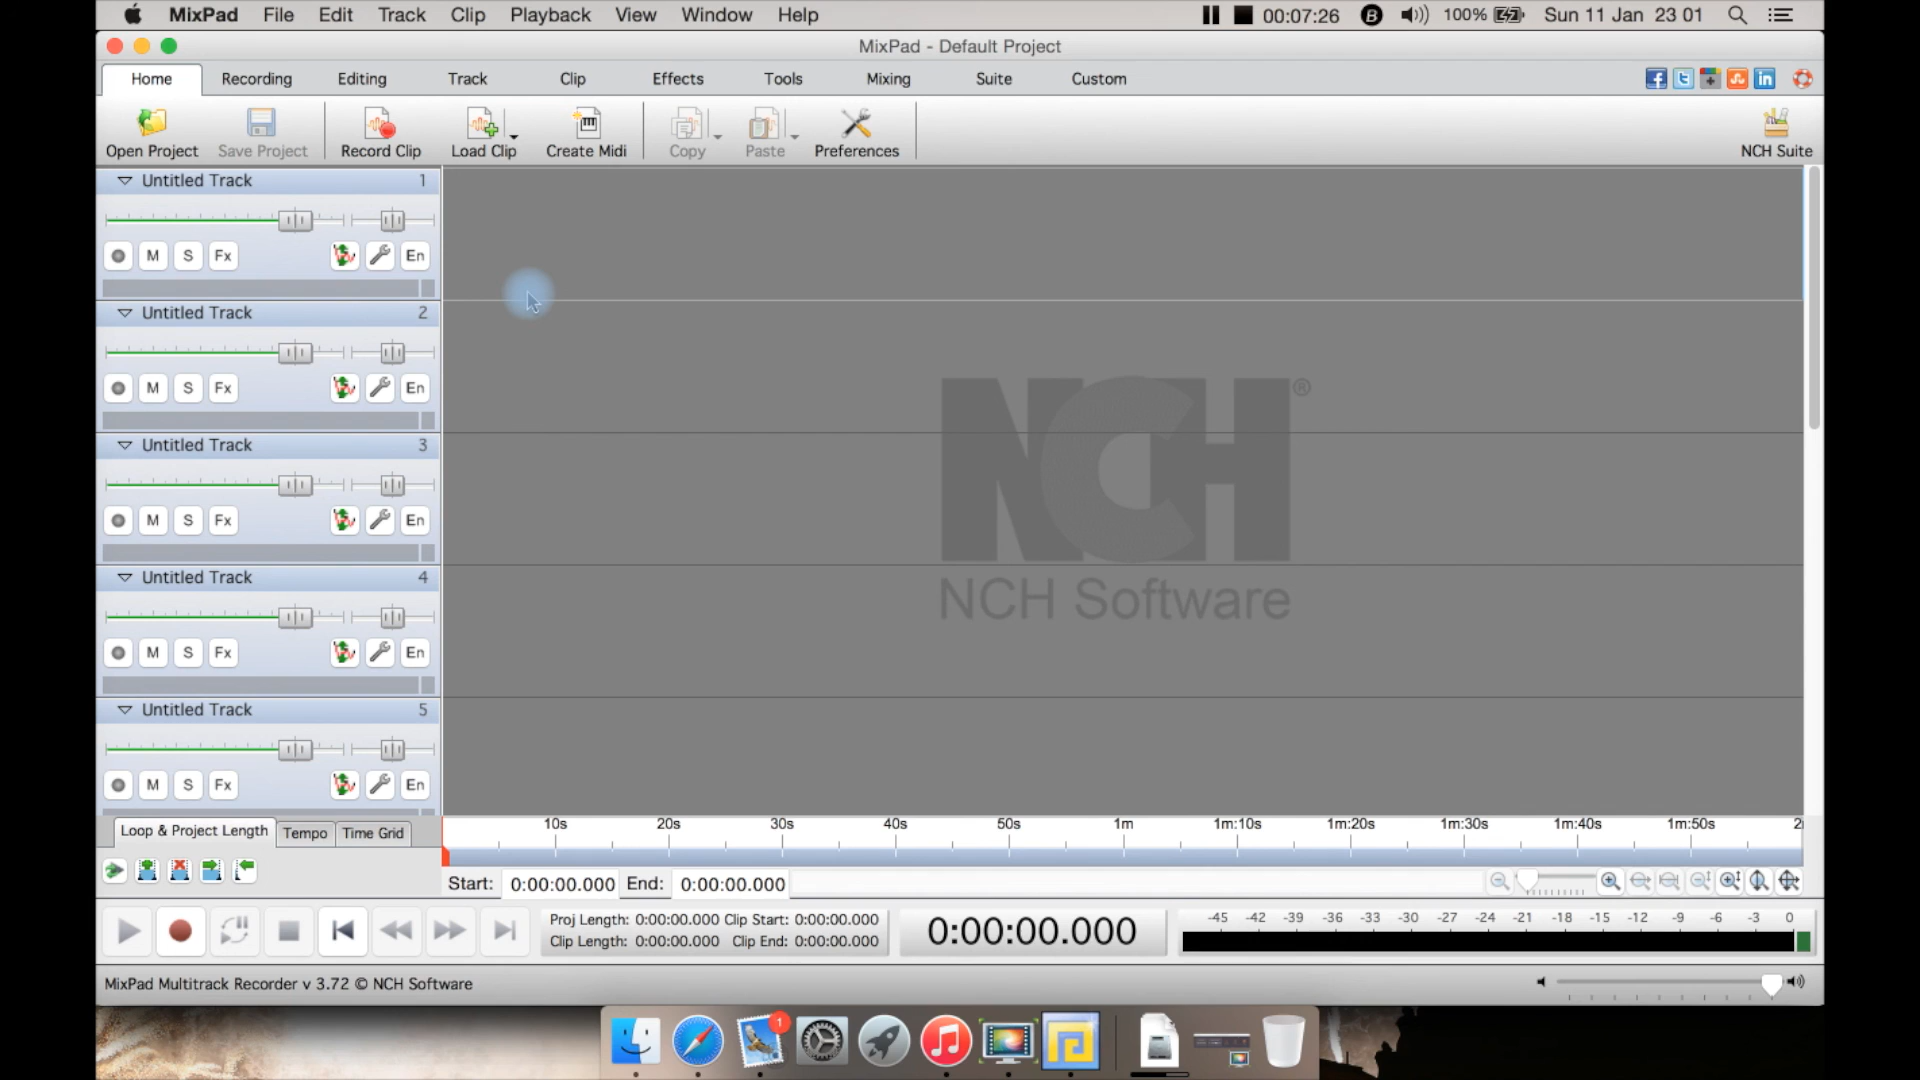 MixPad File Edit Track Clip Playback View Window Help 00:07:26 100% Sun 11 Jan 23 01
MixPad - Default Project
Home Recording Editing Track Clip Effects Tools Mixing Suite Custom
Open Project Save Project Record Clip Load Clip Create Midi Copy Paste Preferences NCH Suite
Untitled Track 1
M S Fx En
Untitled Track 2
M S Fx En
Untitled Track 3
M S Fx En
Untitled Track 4
M S Fx En
Untitled Track 5
M S Fx En
NCH®
NCH Software
Loop & Project Length Tempo Time Grid
10s 20s 30s 40s 50s 1m 1m:10s 1m:20s 1m:30s 1m:40s 1m:50s
Start: 0:00:00.000 End: 0:00:00.000
Proj Length: 0:00:00.000 Clip Start: 0:00:00.000
Clip Length: 0:00:00.000 Clip End: 0:00:00.000
0:00:00.000
-45 -42 -39 -36 -33 -30 -27 -24 -21 -18 -15 -12 -9 -6 -3 0
MixPad Multitrack Recorder v 3.72 © NCH Software
1